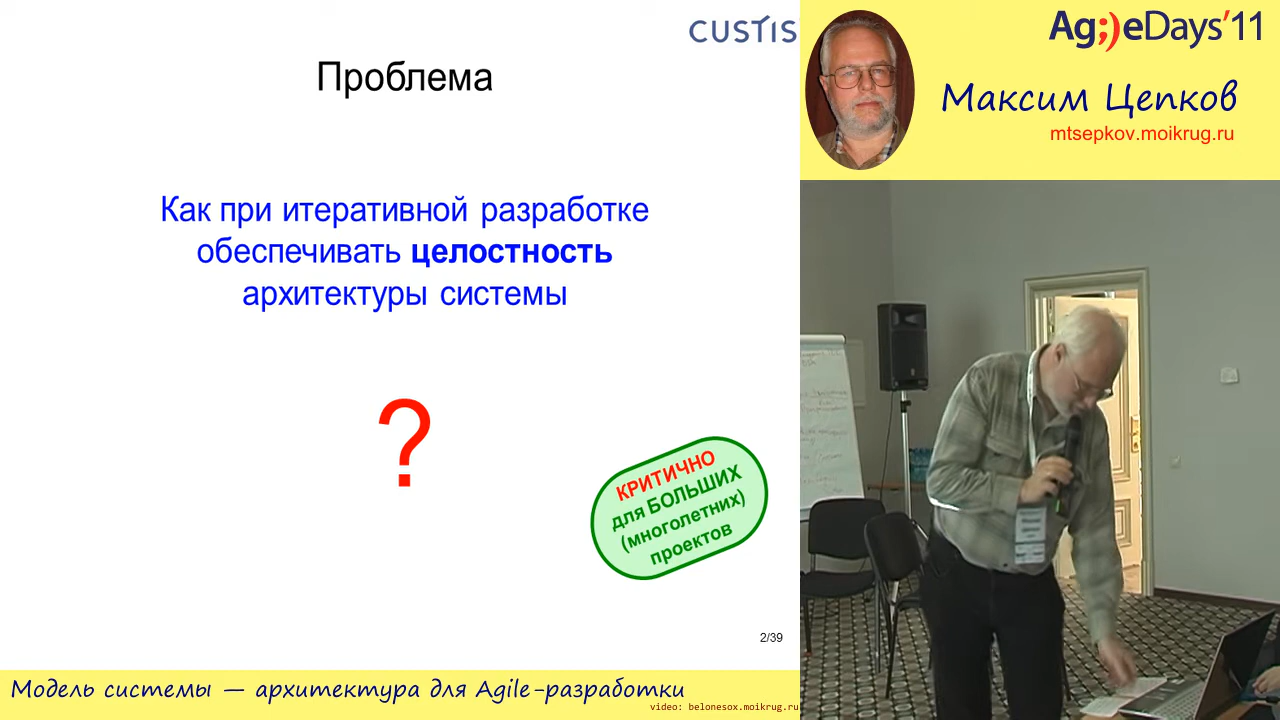 CUSTIS
Проблема
Как при итеративной разработке
обеспечивать целостность
архитектуры системы
?
КРИТИЧНО
для БОЛЬШИХ
(многолетних)
проектов
2/39
Модель системы — архитектура для Agile-разработки
video: belonesox.moikrug.ru
Ag;)eDays'11
Максим Цепков
mtsepkov.moikrug.ru